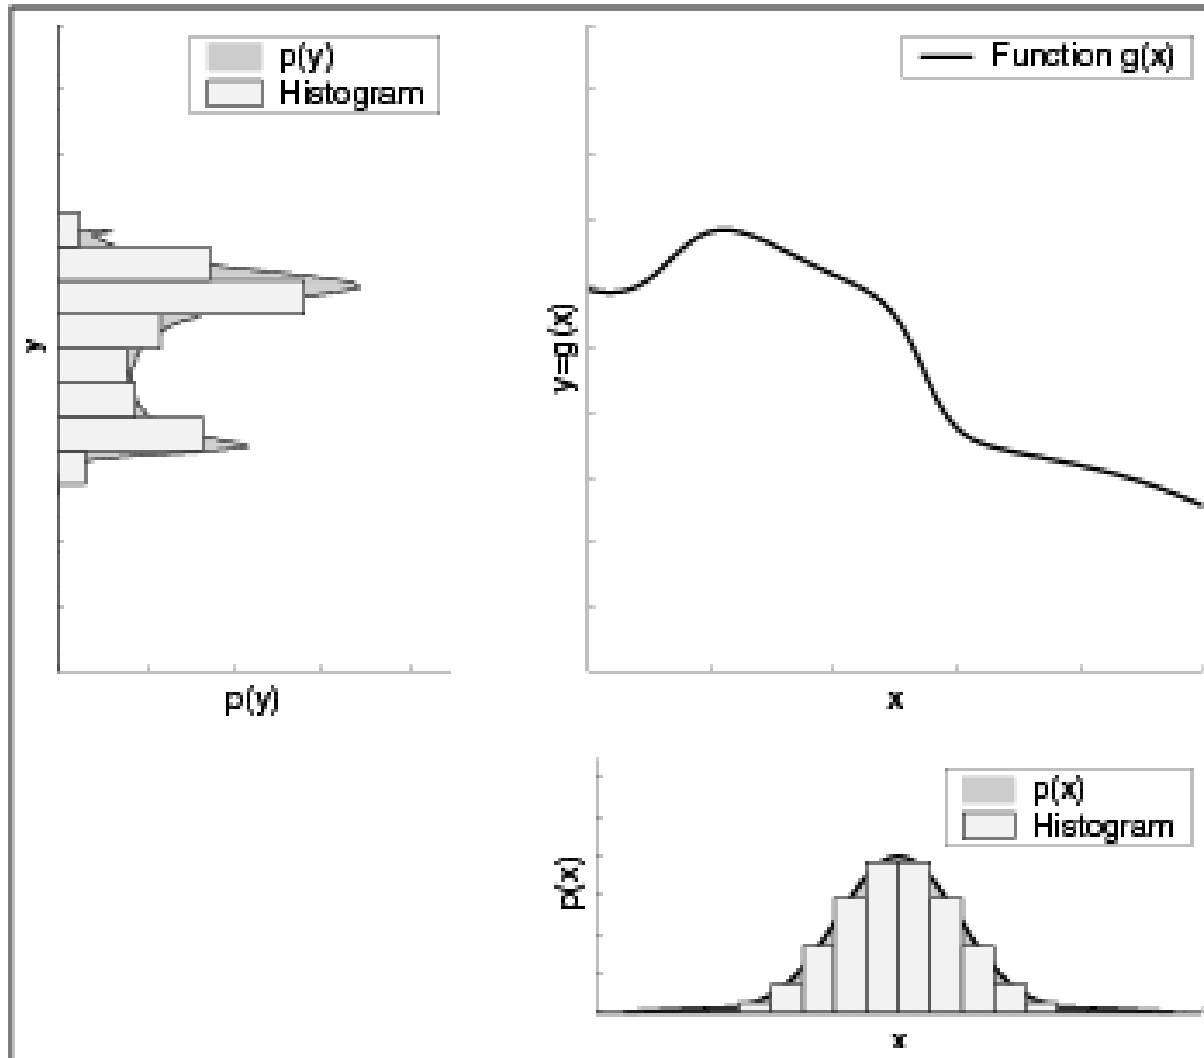 p(y)
Histogram
y
p(y)
Function g(x)
y=g(x)
x
p(x)
Histogram
p(x)
x